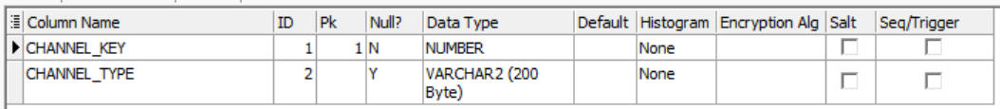 Column Name ID Pk Null? Data Type Default Histogram Encryption Alg Salt Seq/Trigger
CHANNEL_KEY 1 1 N NUMBER None
CHANNEL_TYPE 2 Y VARCHAR2 (200 None
Byte)